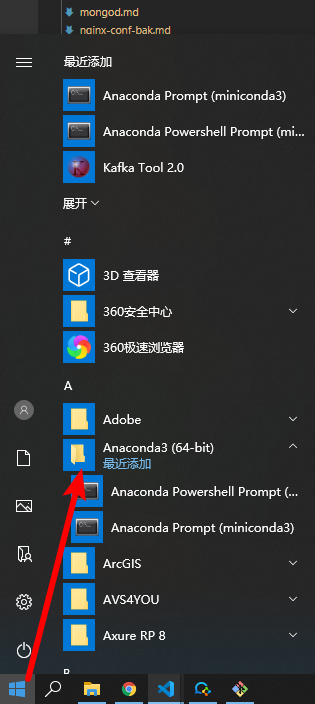 mongod.md
nginx-conf-bak.md
最近添加
Anaconda Prompt (miniconda3)
Anaconda Powershell Prompt (mi...
Kafka Tool 2.0
展开
#
3D 查看器
360安全中心
360极速浏览器
A
Adobe
Anaconda3 (64-bit)
最近添加
Anaconda Powershell Prompt (...
Anaconda Prompt (miniconda3)
ArcGIS
AVS4YOU
Axure RP 8